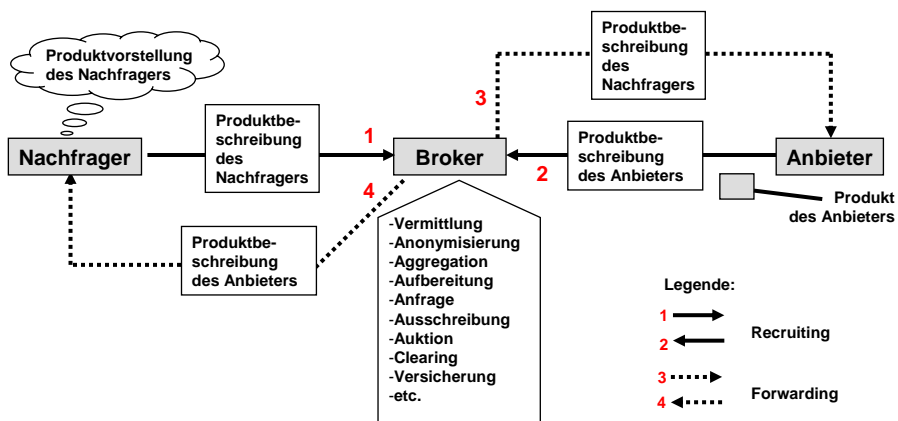 Produktvorstellung
des Nachfragers
Produktbe-
schreibung
des
Nachfragers
3
Produktbe-
schreibung
des
Nachfragers
1
Nachfrager
Broker
2
Produktbe-
schreibung
des Anbieters
Anbieter
4
Produkt
des Anbieters
Produktbe-
schreibung
des Anbieters
-Vermittlung
-Anonymisierung
-Aggregation
-Aufbereitung
-Anfrage
-Ausschreibung
-Auktion
-Clearing
-Versicherung
-etc.
Legende:
1
2
Recruiting
3
4
Forwarding